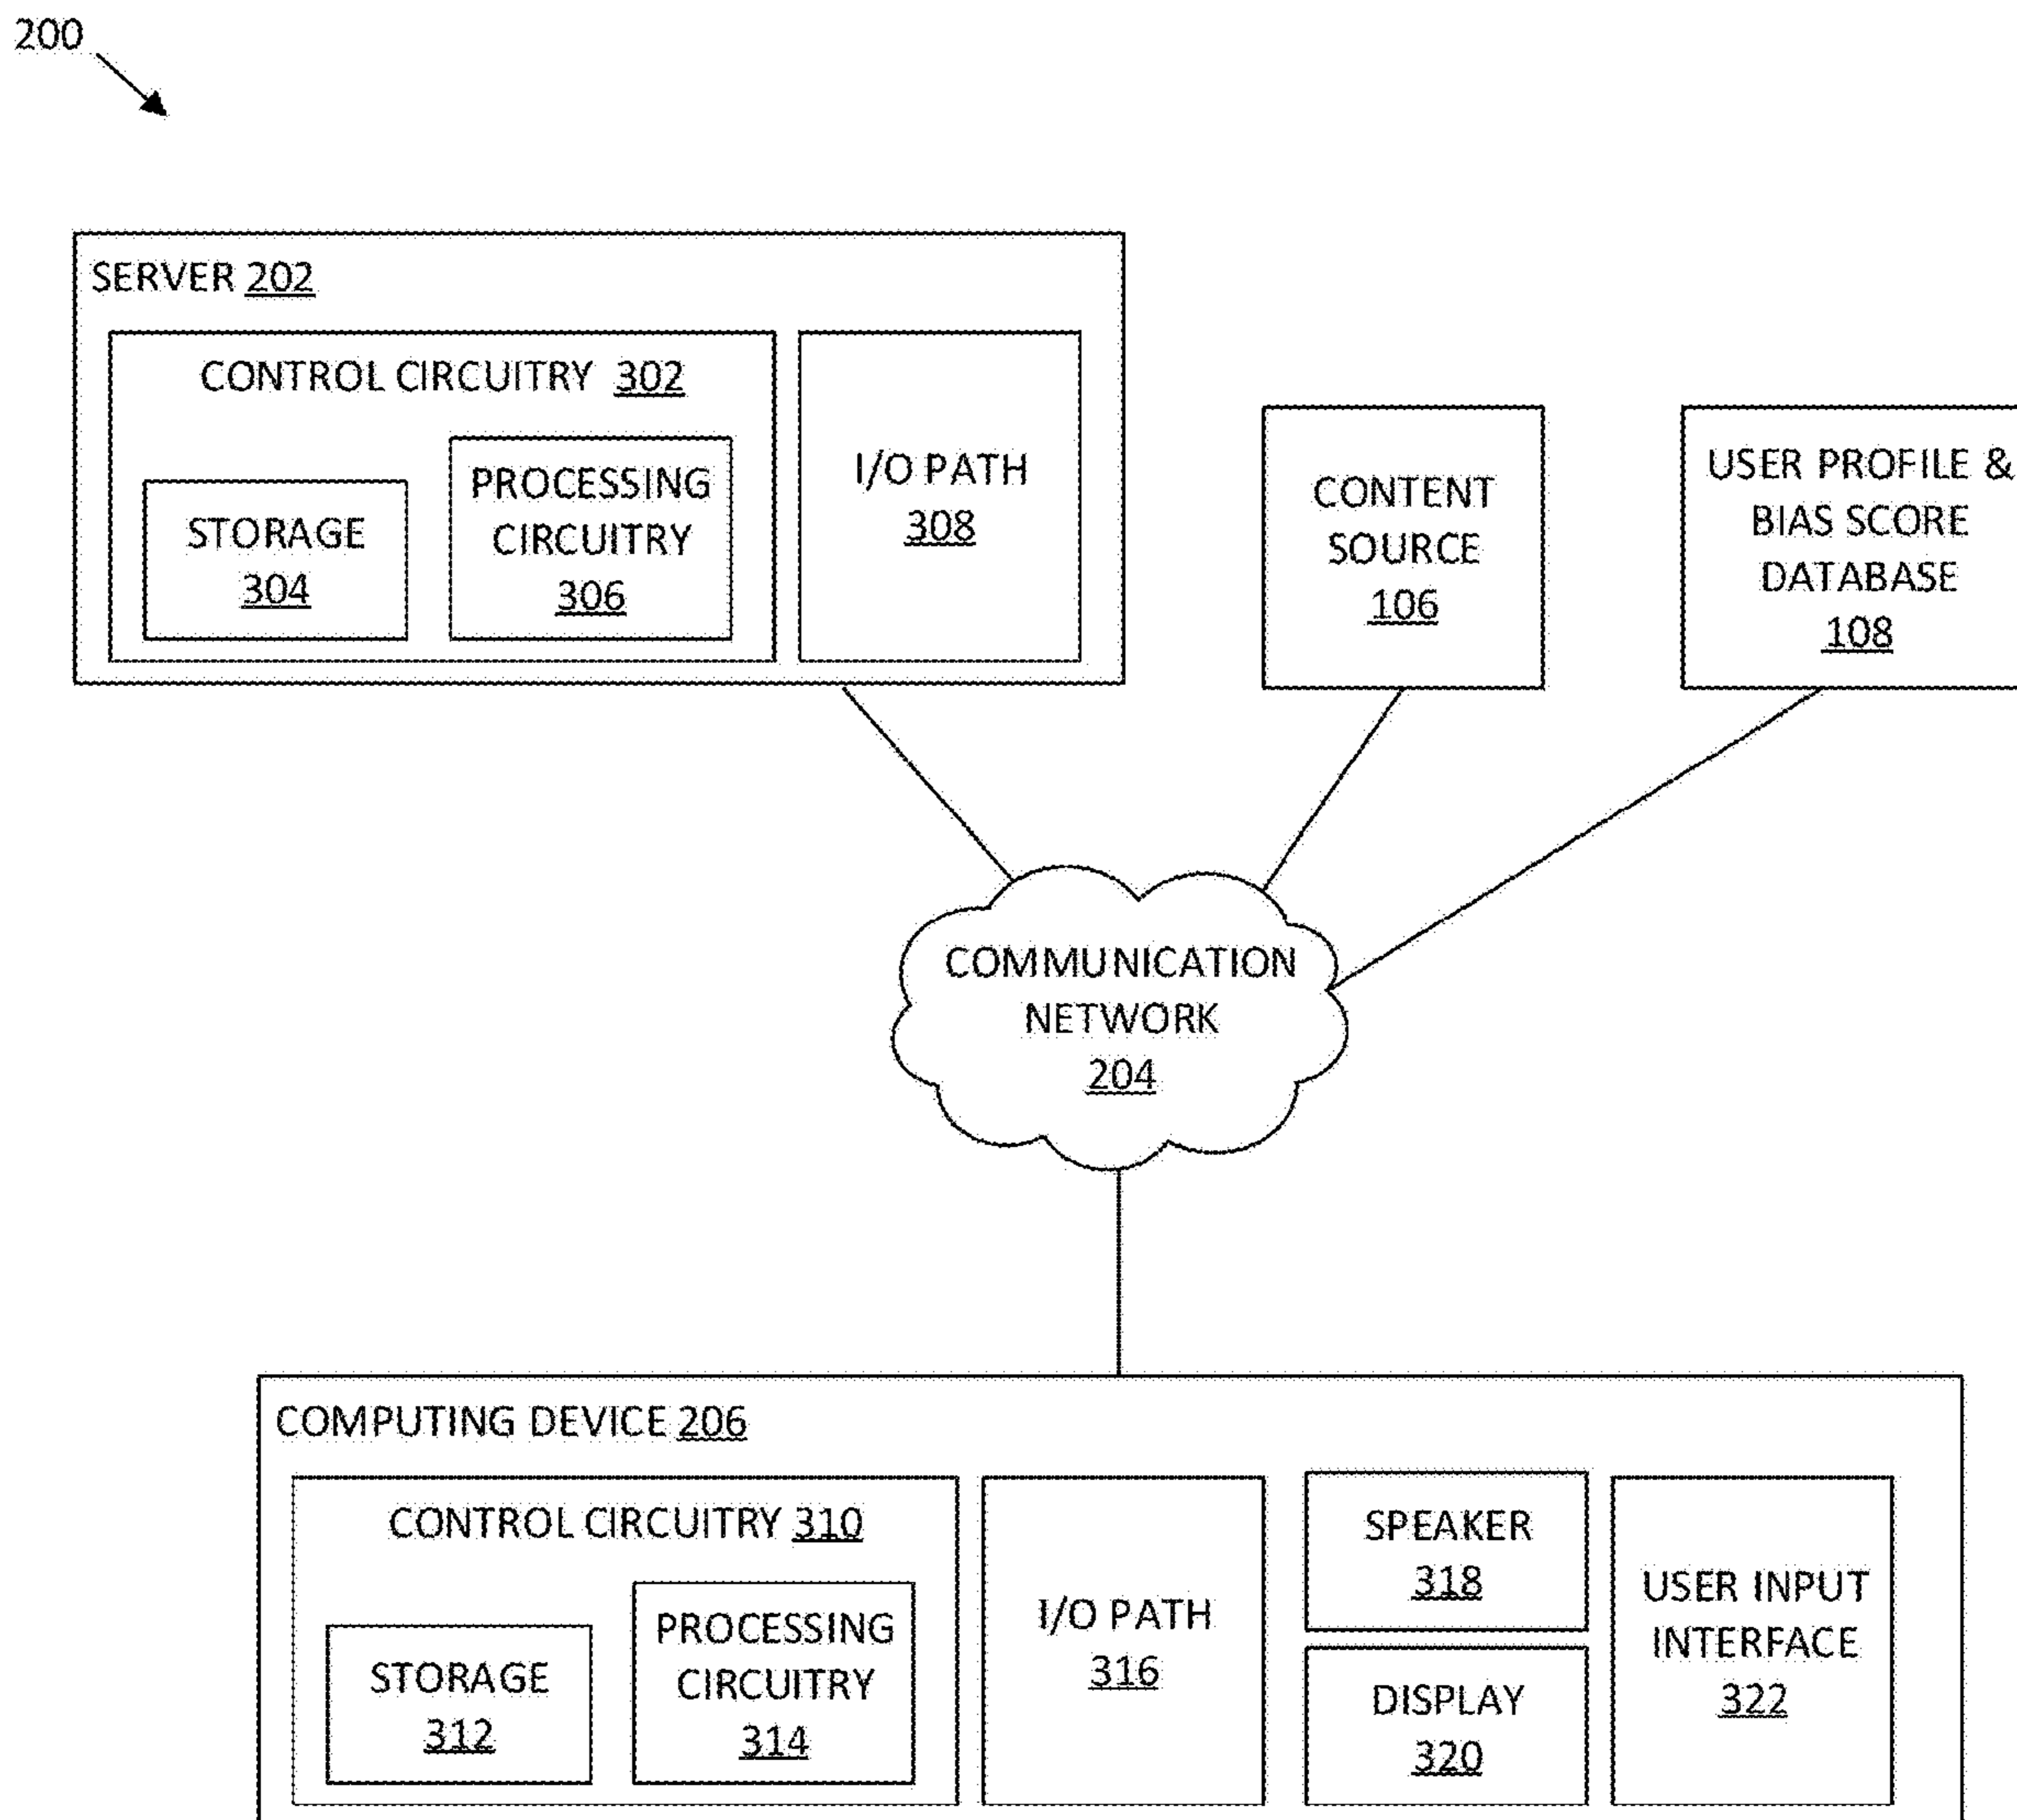 200
SERVER 202
CONTROL CIRCUITRY 302
STORAGE
304
PROCESSING
CIRCUITRY
306
I/O PATH
308
CONTENT
SOURCE
106
USER PROFILE &
BIAS SCORE
DATABASE
108
COMMUNICATION
NETWORK
204
COMPUTING DEVICE 206
CONTROL CIRCUITRY 310
STORAGE
312
PROCESSING
CIRCUITRY
314
I/O PATH
316
SPEAKER
318
DISPLAY
320
USER INPUT
INTERFACE
322